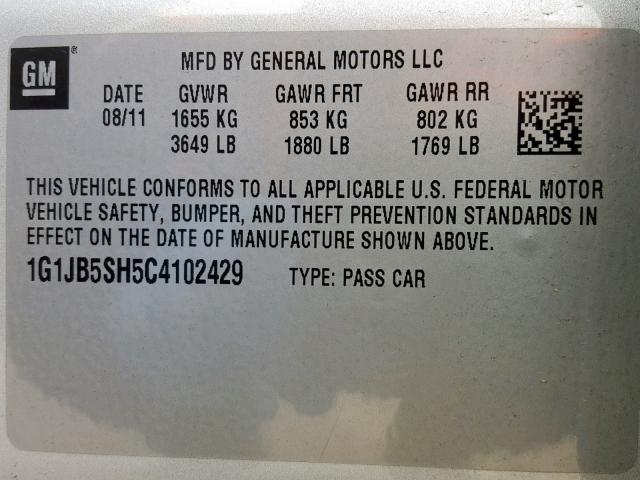 GM ®
MFD BY GENERAL MOTORS LLC
DATE GVWR GAWR FRT GAWR RR
08/11 1655 KG 853 KG 802 KG
3649 LB 1880 LB 1769 LB
THIS VEHICLE CONFORMS TO ALL APPLICABLE U.S. FEDERAL MOTOR
VEHICLE SAFETY, BUMPER, AND THEFT PREVENTION STANDARDS IN
EFFECT ON THE DATE OF MANUFACTURE SHOWN ABOVE.
1G1JB5SH5C4102429 TYPE: PASS CAR